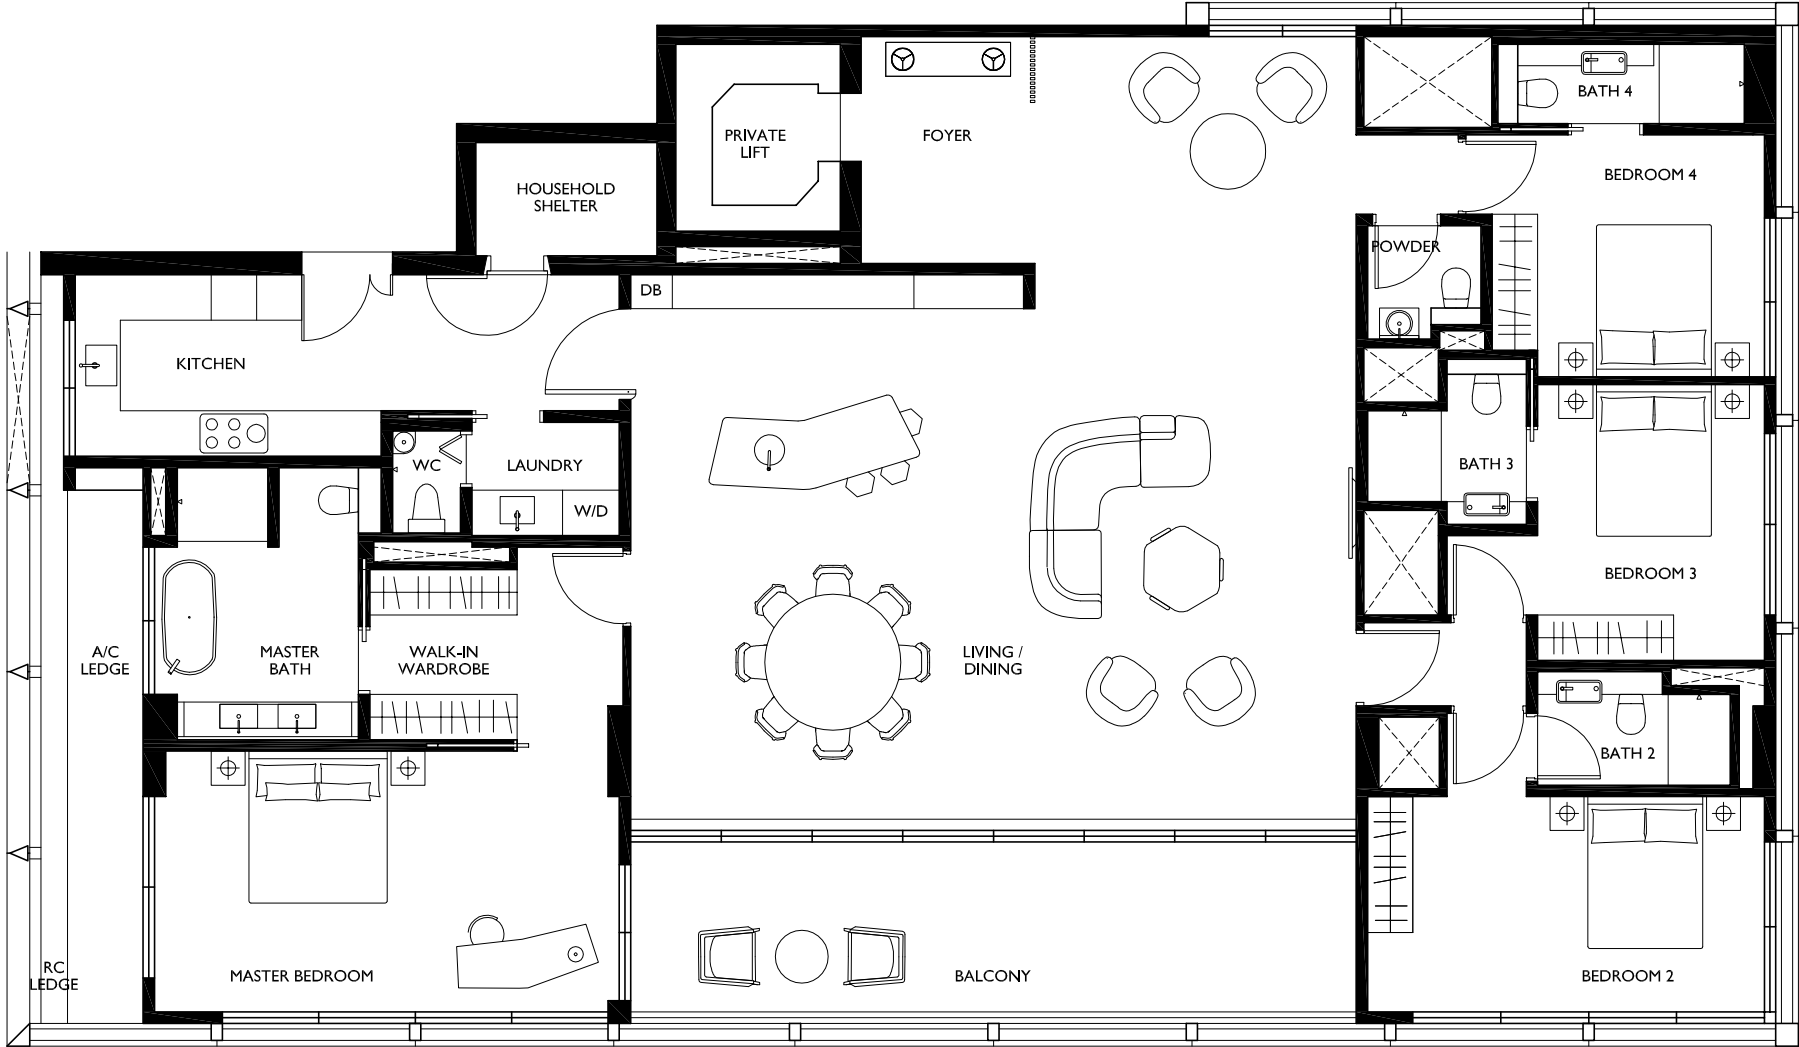 BATH 4
PRIVATE
LIFT
FOYER
BEDROOM 4
HOUSEHOLD
SHELTER
POWDER
DB
KITCHEN
WC
LAUNDRY
BATH 3
W/D
BEDROOM 3
A/C
LEDGE
MASTER
BATH
WALK-IN
WARDROBE
LIVING /
DINING
BATH 2
RC
LEDGE
MASTER BEDROOM
BALCONY
BEDROOM 2